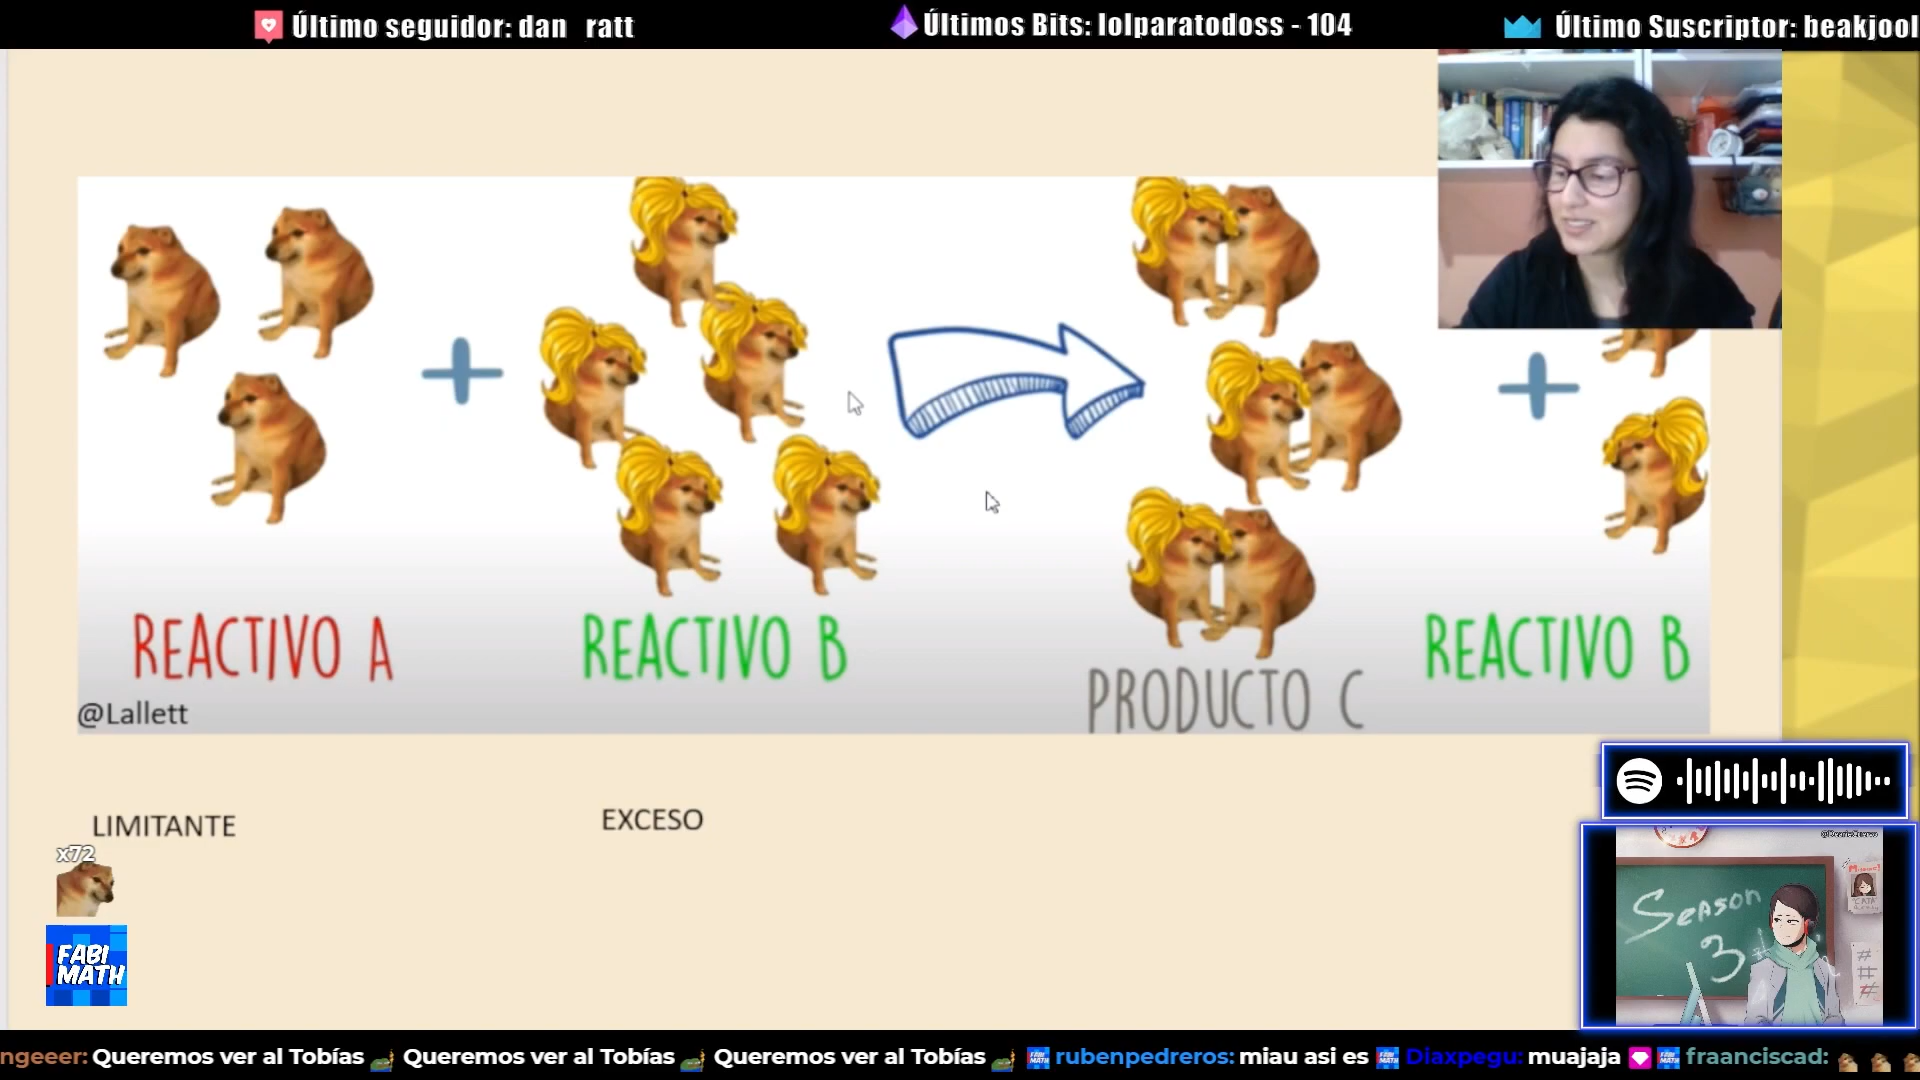 Último seguidor: dan_ratt
Últimos Bits: lolparatodoss - 104
Último Suscriptor: beakjool
REACTIVO A
REACTIVO B
PRODUCTO C
REACTIVO B
@Lallett
LIMITANTE
EXCESO
x72
FABI
MATH
SEASON
3
ngeeer: Queremos ver al Tobías Queremos ver al Tobías Queremos ver al Tobías rubenpedreros: miau asi es Diaxpegu: muajaja fraanciscad: